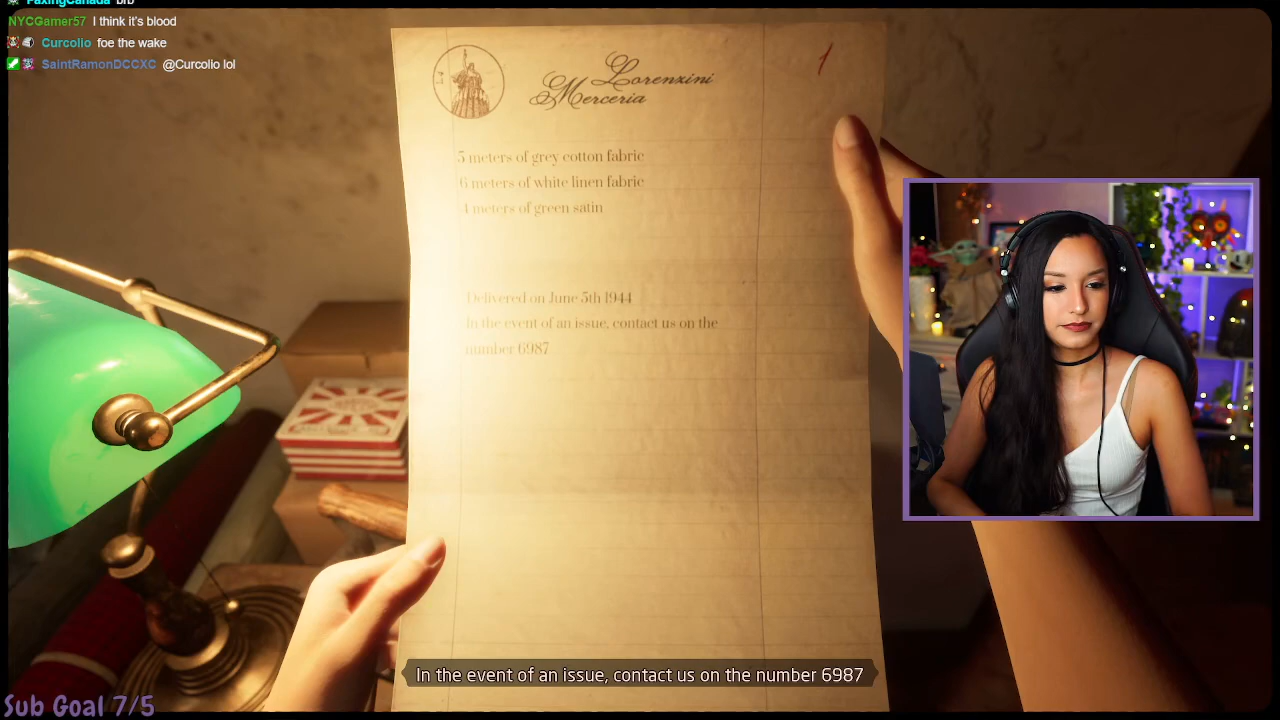 PaxingCanada brb
NYCGamer57 I think it's blood
Curcolio foe the wake
SaintRamonDCCXC @Curcolio lol
Lorenzini
Merceria
1
5 meters of grey cotton fabric
6 meters of white linen fabric
4 meters of green satin
Delivered on June 5th 1944
In the event of an issue, contact us on the
number 6987
In the event of an issue, contact us on the number 6987
Sub Goal 7/5